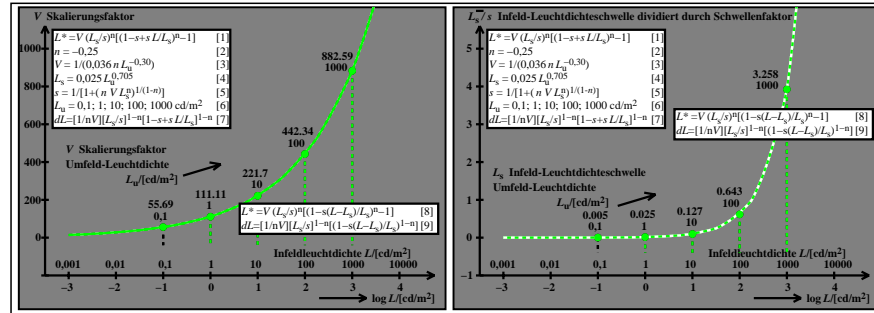 V Skalierungsfaktor
L* =V (Ls/s)^n[(1−s+s L/Ls)^n−1] [1]
n = −0,25 [2]
V = 1/(0,036 n Lu^−0,30) [3]
Ls = 0,025 Lu^0,705 [4]
s = 1/[1+( n V Ls^n)^1/(1-n)] [5]
Lu = 0,1; 1; 10; 100; 1000 cd/m2 [6]
dL=[1/nV][Ls/s]^1−n[1−s+s L/Ls]^1−n [7]
1000
800
600
400
200
0
882.59
1000
442.34
100
221.7
10
111.11
1
55.69
0,1
V Skalierungsfaktor
Umfeld-Leuchtdichte
Lu/[cd/m2]
L* =V (Ls/s)^n[(1−s(L−Ls)/Ls)^n−1] [8]
dL=[1/nV][Ls/s]^1−n[(1−s(L−Ls)/Ls)^1−n] [9]
Infeldleuchtdichte L/[cd/m2]
0,001 0,01 0,1 1 10 100 1000
−3 −2 −1 0 1 2 3 4
log L/[cd/m2]
Ls / s Infeld-Leuchtdichteschwelle dividiert durch Schwellenfaktor
L* =V (Ls/s)^n[(1−s+s L/Ls)^n−1] [1]
n = −0,25 [2]
V = 1/(0,036 n Lu^−0,30) [3]
Ls = 0,025 Lu^0,705 [4]
s = 1/[1+( n V Ls^n)^1/(1-n)] [5]
Lu = 0,1; 1; 10; 100; 1000 cd/m2 [6]
dL=[1/nV][Ls/s]^1−n[1−s+s L/Ls]^1−n [7]
5
4
3
2
1
0
−1
3.258
1000
L* =V (Ls/s)^n[(1−s(L−Ls)/Ls)^n−1] [8]
dL=[1/nV][Ls/s]^1−n[(1−s(L−Ls)/Ls)^1−n] [9]
Ls Infeld-Leuchtdichteschwelle
Umfeld-Leuchtdichte
Lu/[cd/m2]
0.643
100
0.127
10
0.025
1
0.005
0,1
Infeldleuchtdichte L/[cd/m2]
0,001 0,01 0,1 1 10 100 1000
−3 −2 −1 0 1 2 3 4
log L/[cd/m2]